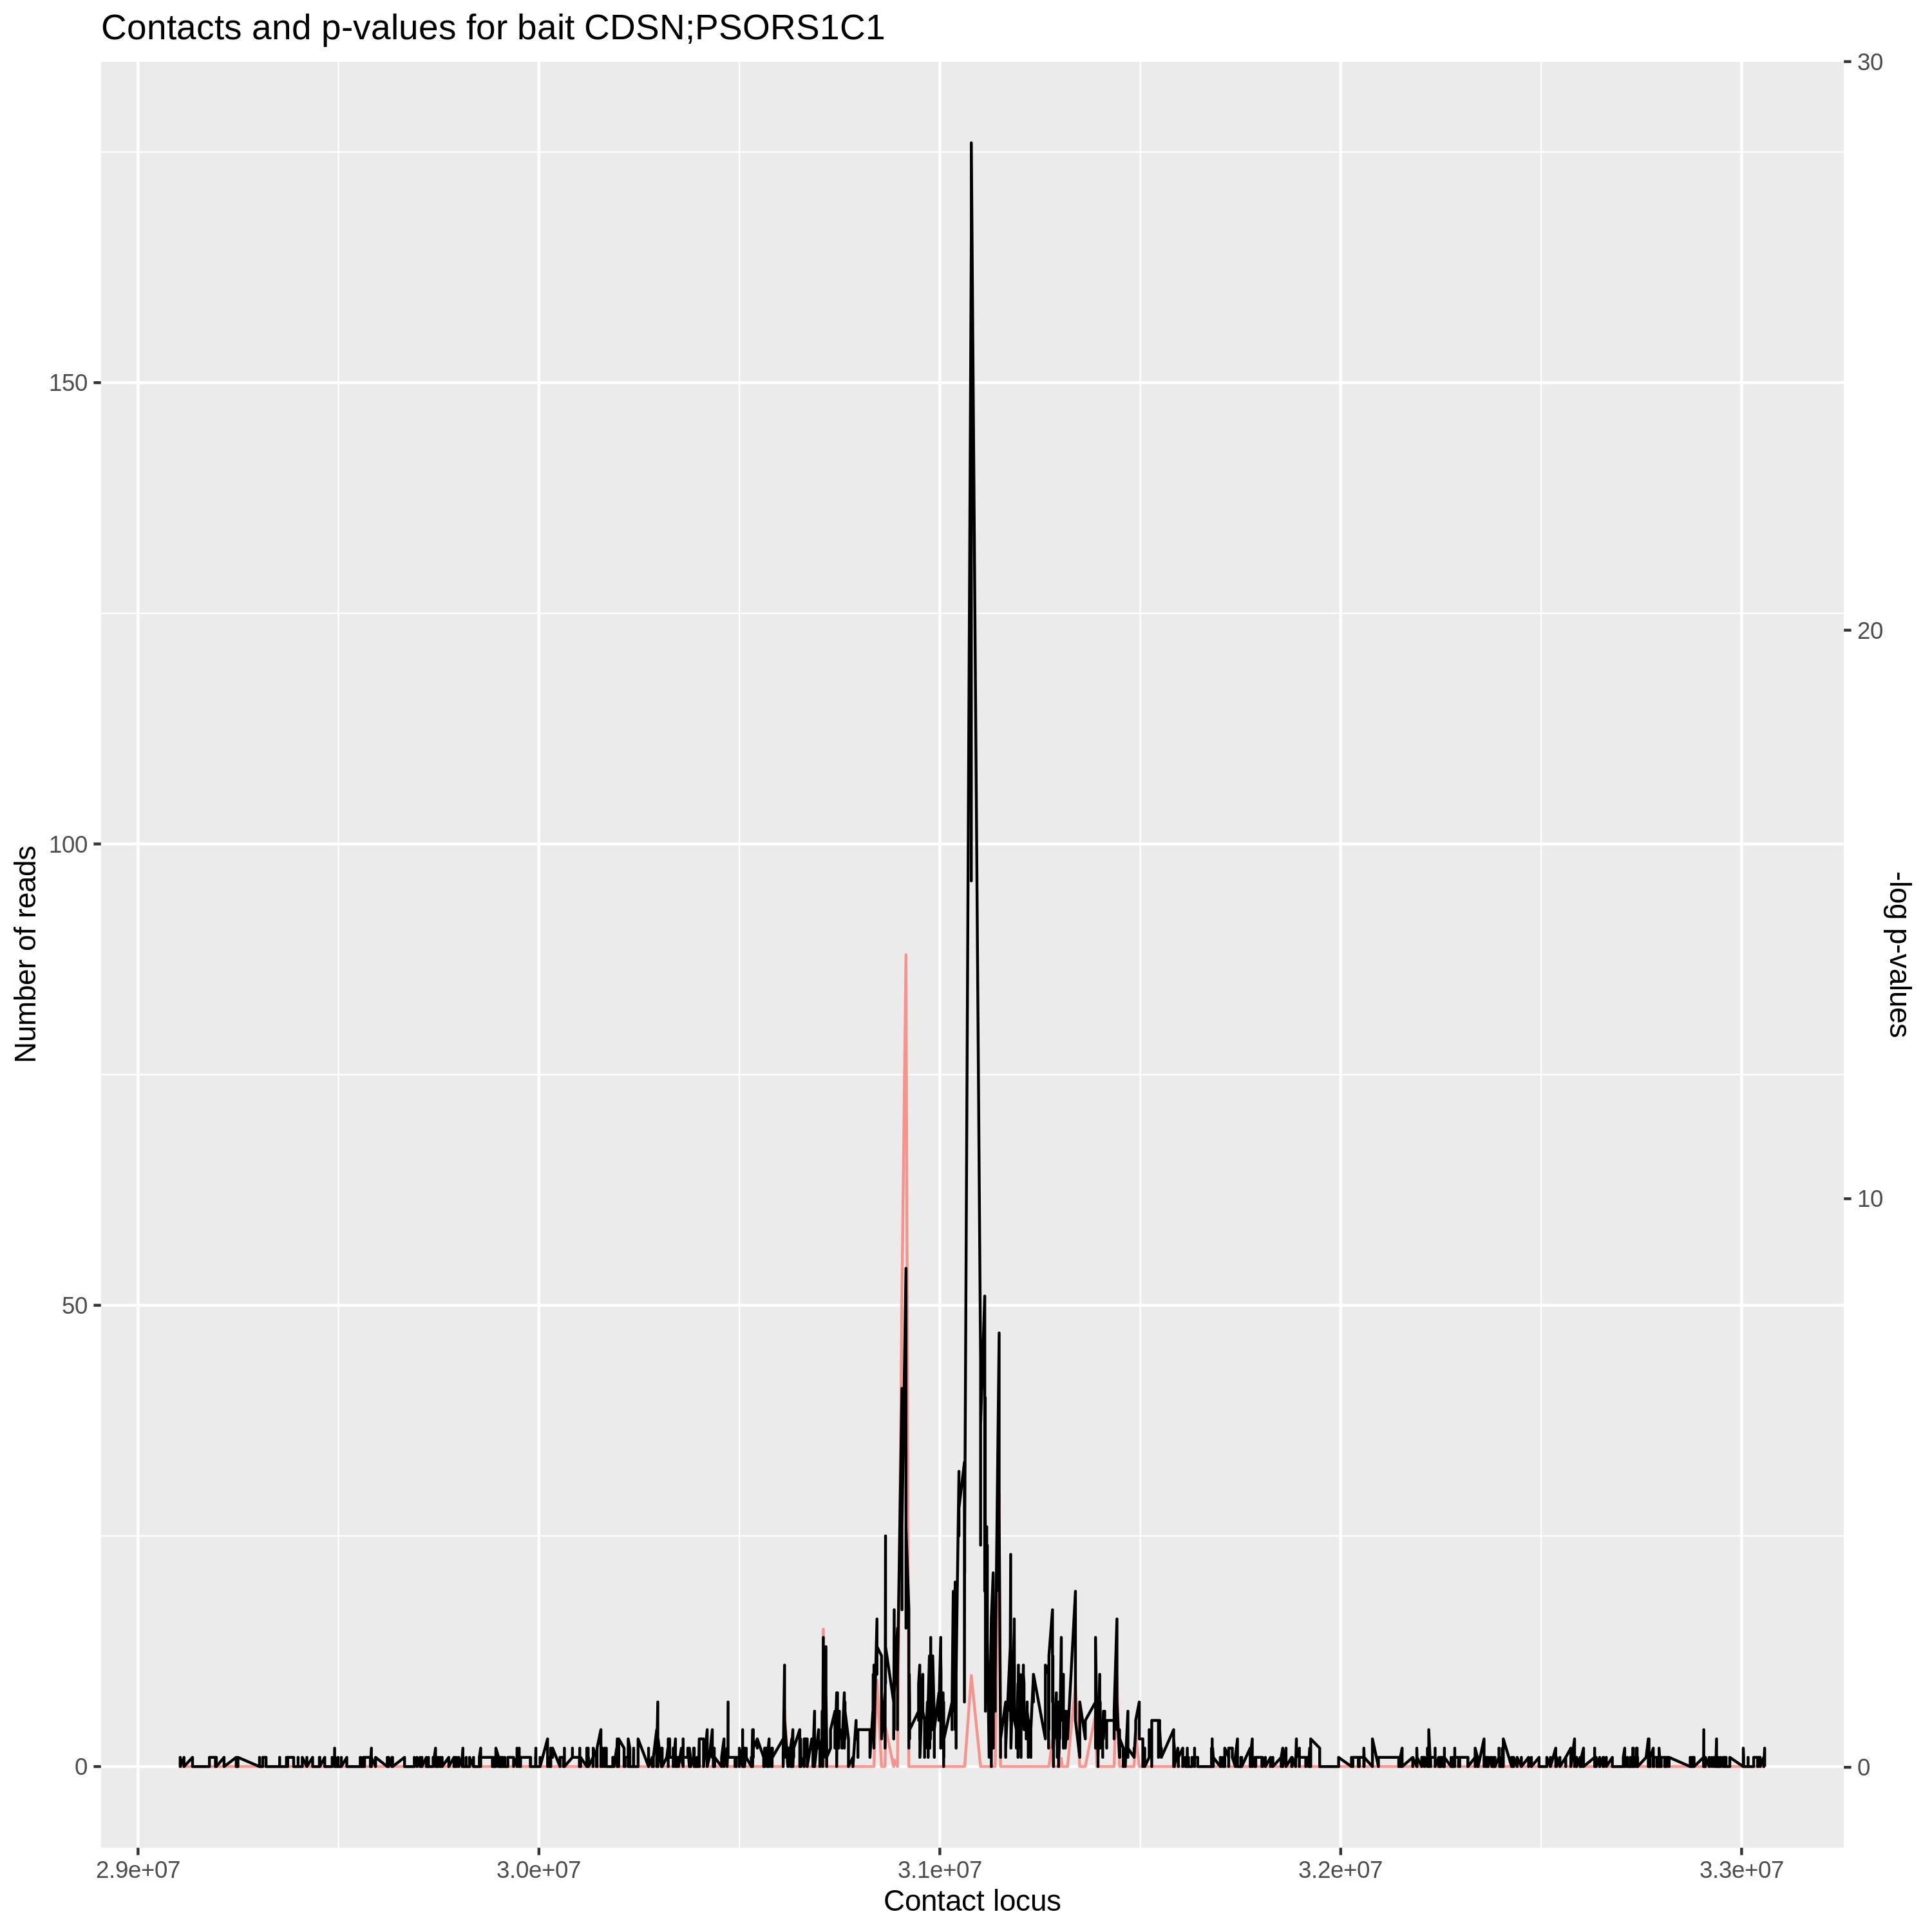 Contacts and p-values for bait CDSN;PSORS1C1
30
150
20
100
Number of reads
-log p-values
10
50
0
0
2.9e+07
3.0e+07
3.1e+07
3.2e+07
3.3e+07
Contact locus